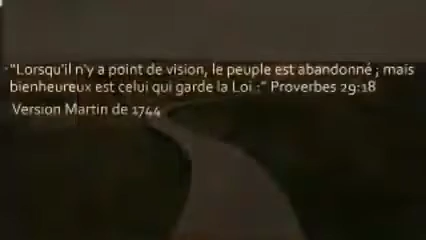 "Lorsqu'il n'y a point de vision, le peuple est abandonné ; mais
bienheureux est celui qui garde la Loi :" Proverbes 29:18
Version Martin de 1744